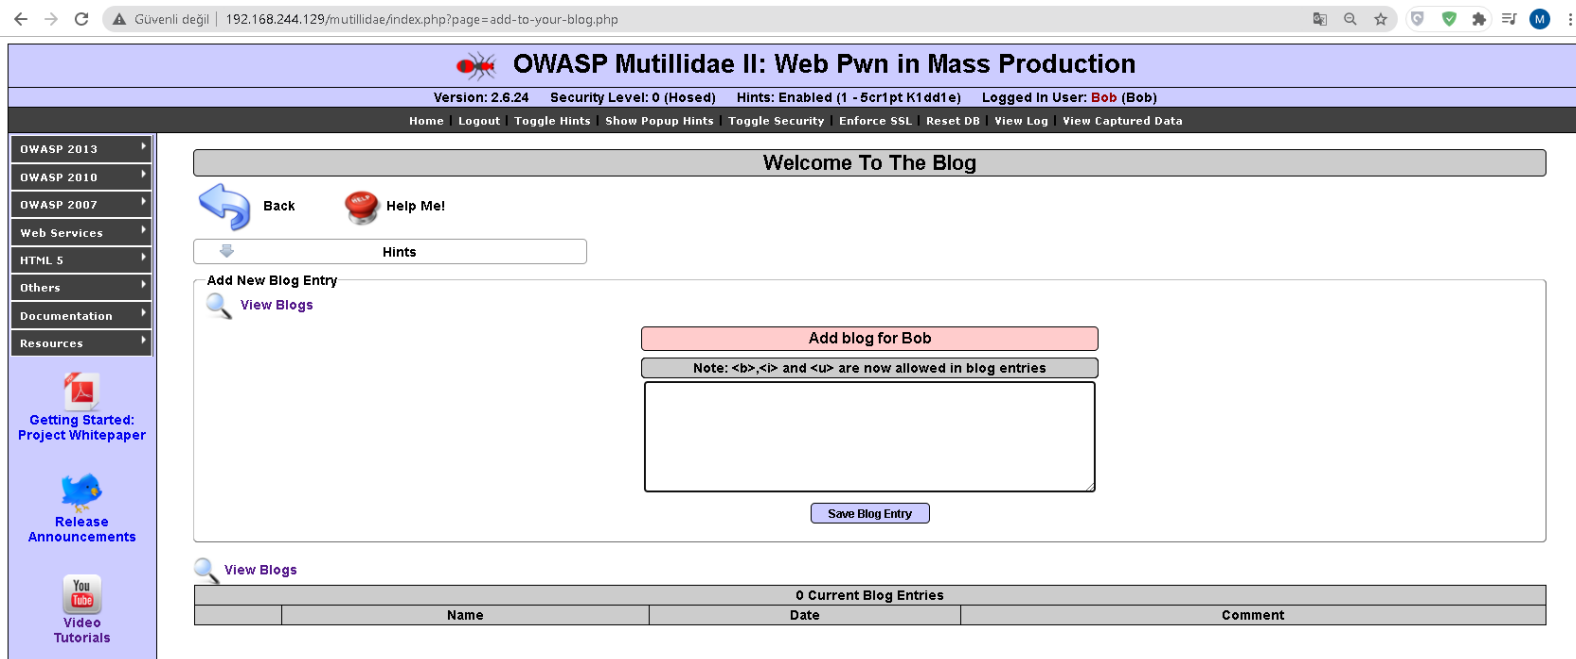 Güvenli değil | 192.168.244.129/mutillidae/index.php?page=add-to-your-blog.php
M
OWASP Mutillidae II: Web Pwn in Mass Production
Version: 2.6.24 Security Level: 0 (Hosed) Hints: Enabled (1 - 5cr1pt K1dd1e) Logged In User: Bob (Bob)
Home | Logout | Toggle Hints | Show Popup Hints | Toggle Security | Enforce SSL | Reset DB | View Log | View Captured Data
OWASP 2013
OWASP 2010
OWASP 2007
Web Services
HTML 5
Others
Documentation
Resources
Getting Started:
Project Whitepaper
Release
Announcements
You
Tube
Video
Tutorials
Welcome To The Blog
Back
HELP
Help Me!
Hints
Add New Blog Entry
View Blogs
Add blog for Bob
Note: <b>,<i> and <u> are now allowed in blog entries
Save Blog Entry
View Blogs
0 Current Blog Entries
Name Date Comment